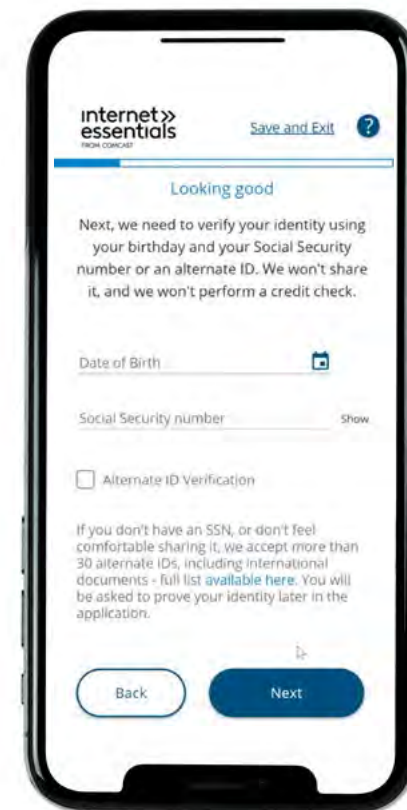 internet»
essentials
FROM COMCAST
Save and Exit ?
Looking good
Next, we need to verify your identity using
your birthday and your Social Security
number or an alternate ID. We won't share
it, and we won't perform a credit check.
Date of Birth
Social Security number Show
Alternate ID Verification
If you don't have an SSN, or don't feel
comfortable sharing it, we accept more than
30 alternate IDs, including international
documents - full list available here. You will
be asked to prove your identity later in the
application.
Back Next